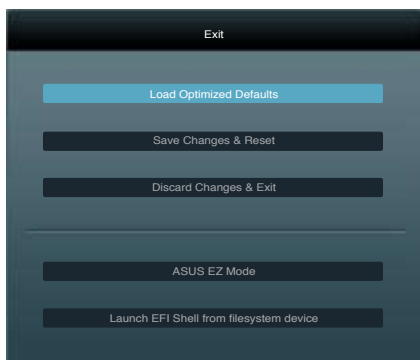 Exit
Load Optimized Defaults
Save Changes & Reset
Discard Changes & Exit
ASUS EZ Mode
Launch EFI Shell from filesystem device